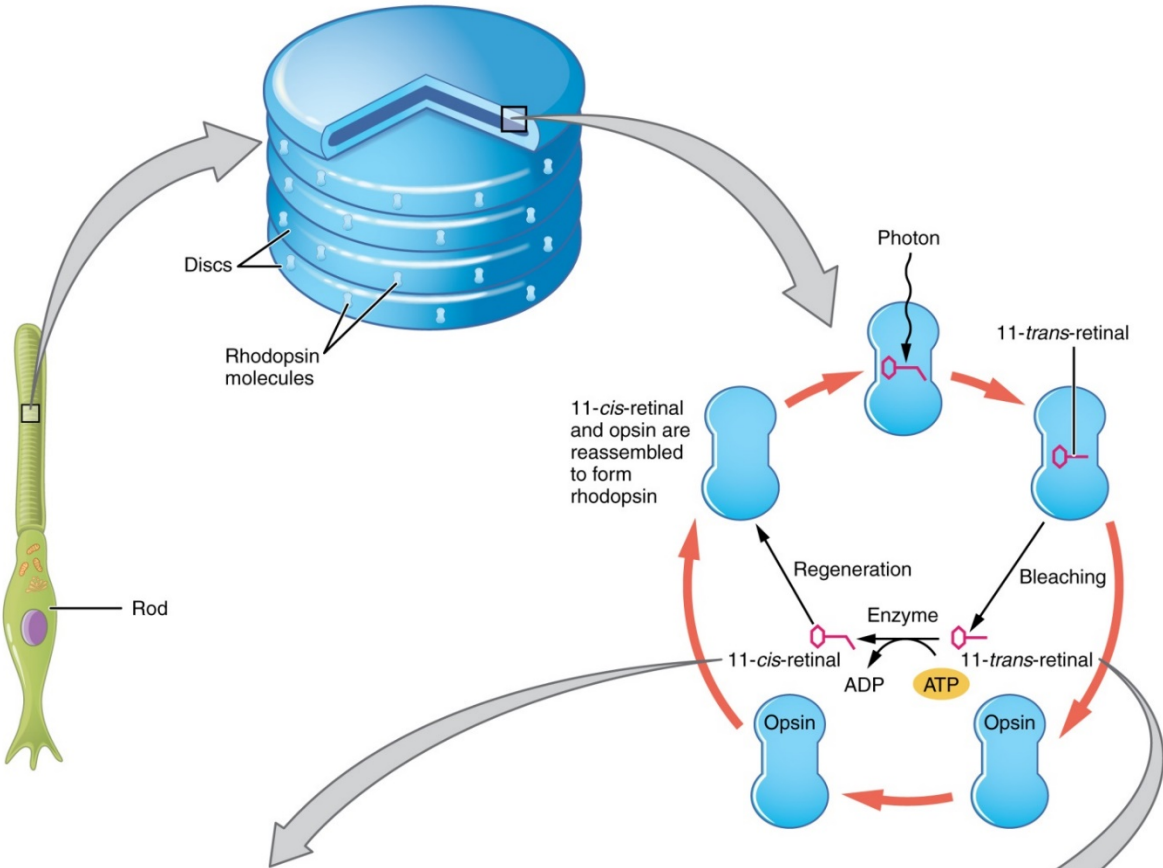 Discs
Rhodopsin
molecules
Rod
Photon
11-trans-retinal
11-cis-retinal
and opsin are
reassembled
to form
rhodopsin
Regeneration
Bleaching
Enzyme
11-cis-retinal
11-trans-retinal
ADP
ATP
Opsin
Opsin